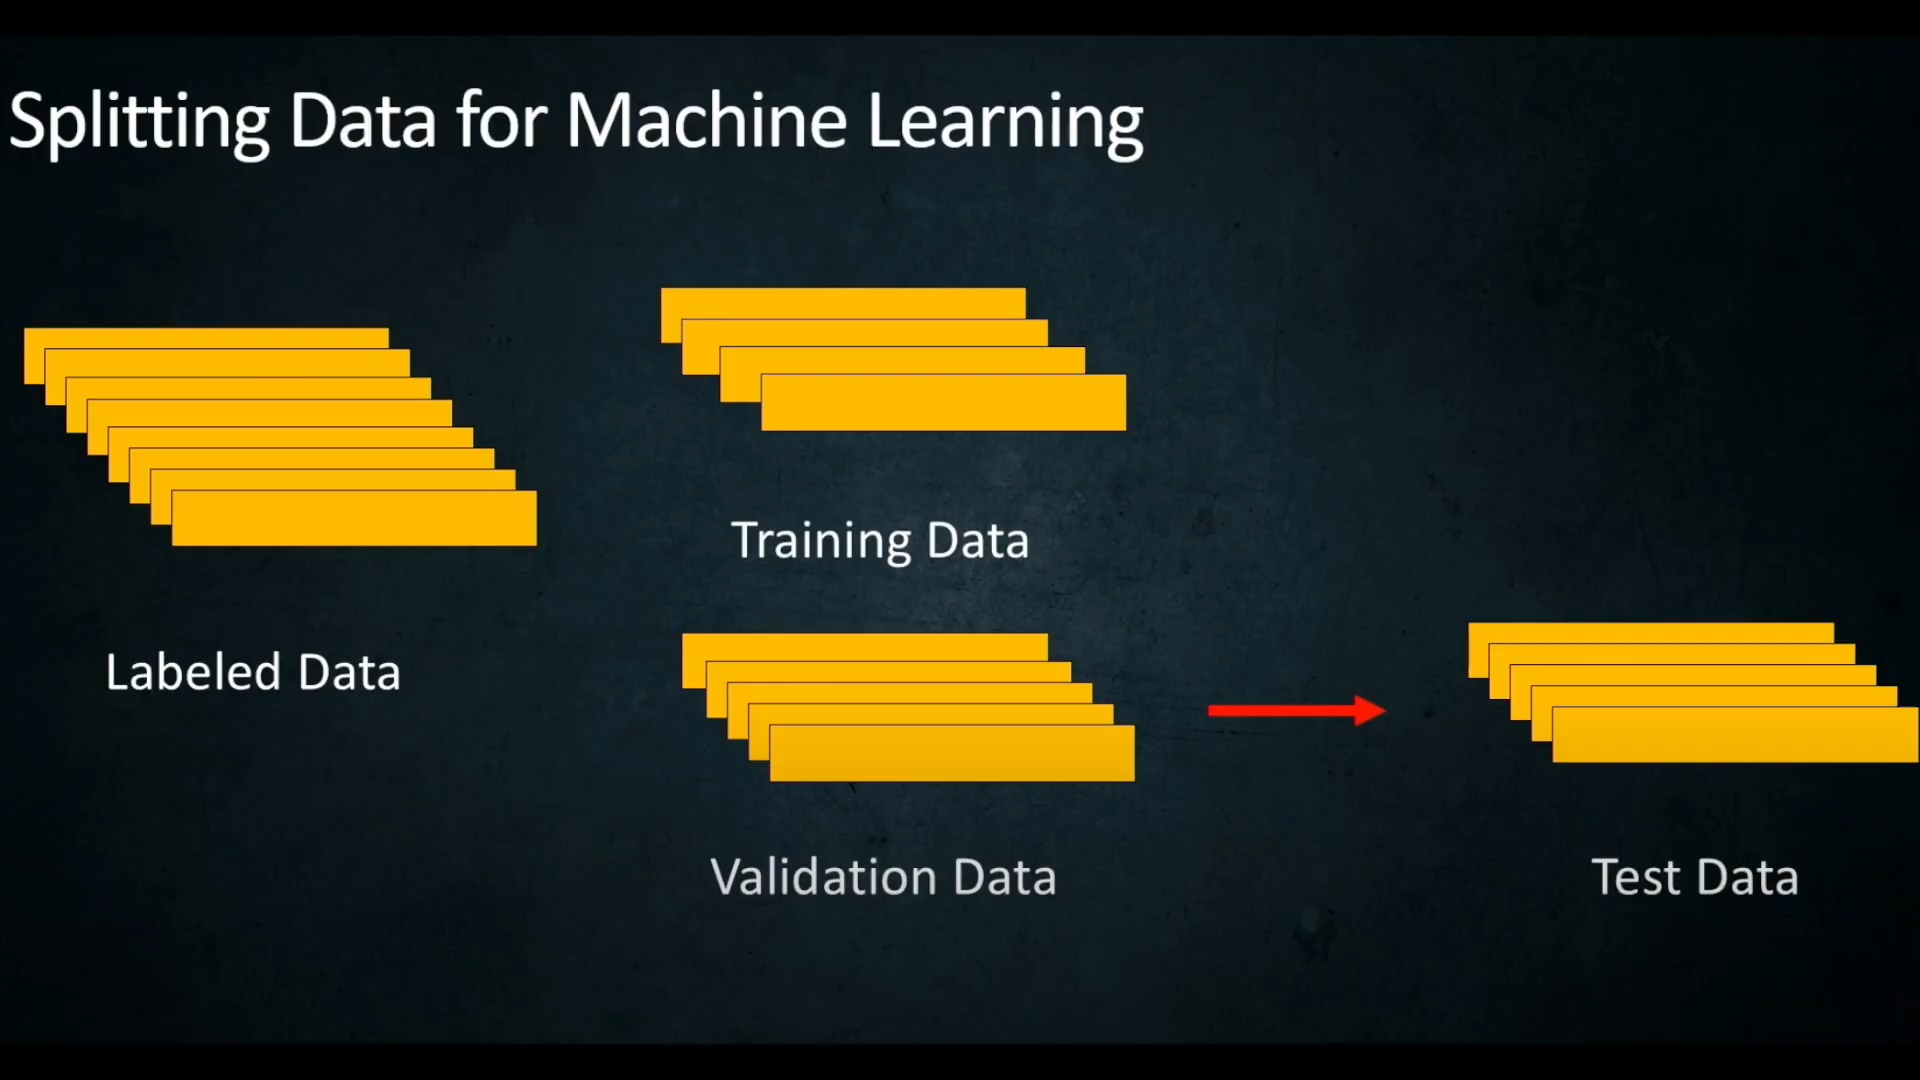 Splitting Data for Machine Learning
Training Data
Labeled Data
Validation Data
Test Data